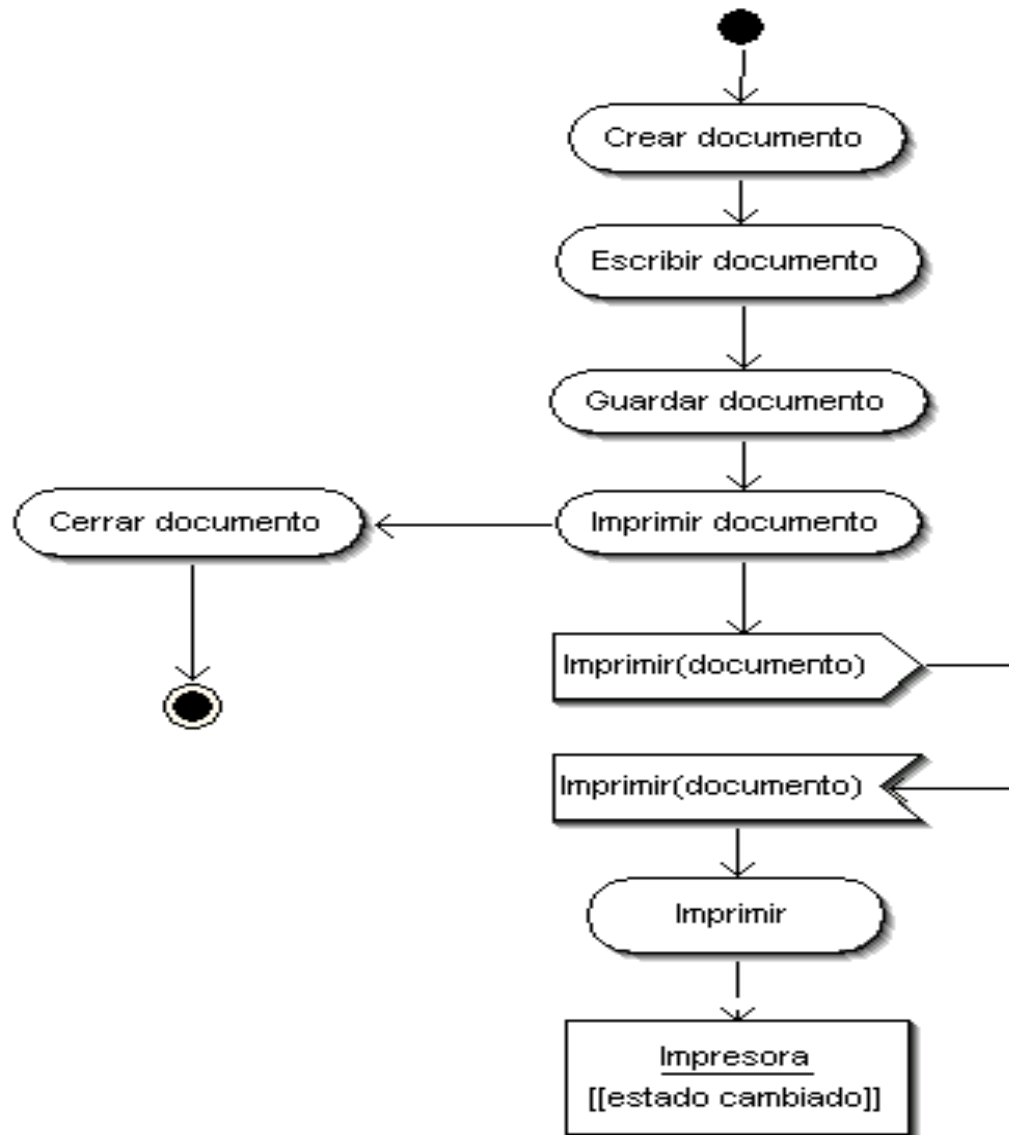 Crear documento
Escribir documento
Guardar documento
Cerrar documento
Imprimir documento
Imprimir(documento)
Imprimir(documento)
Imprimir
Impresora
[[estado cambiado]]